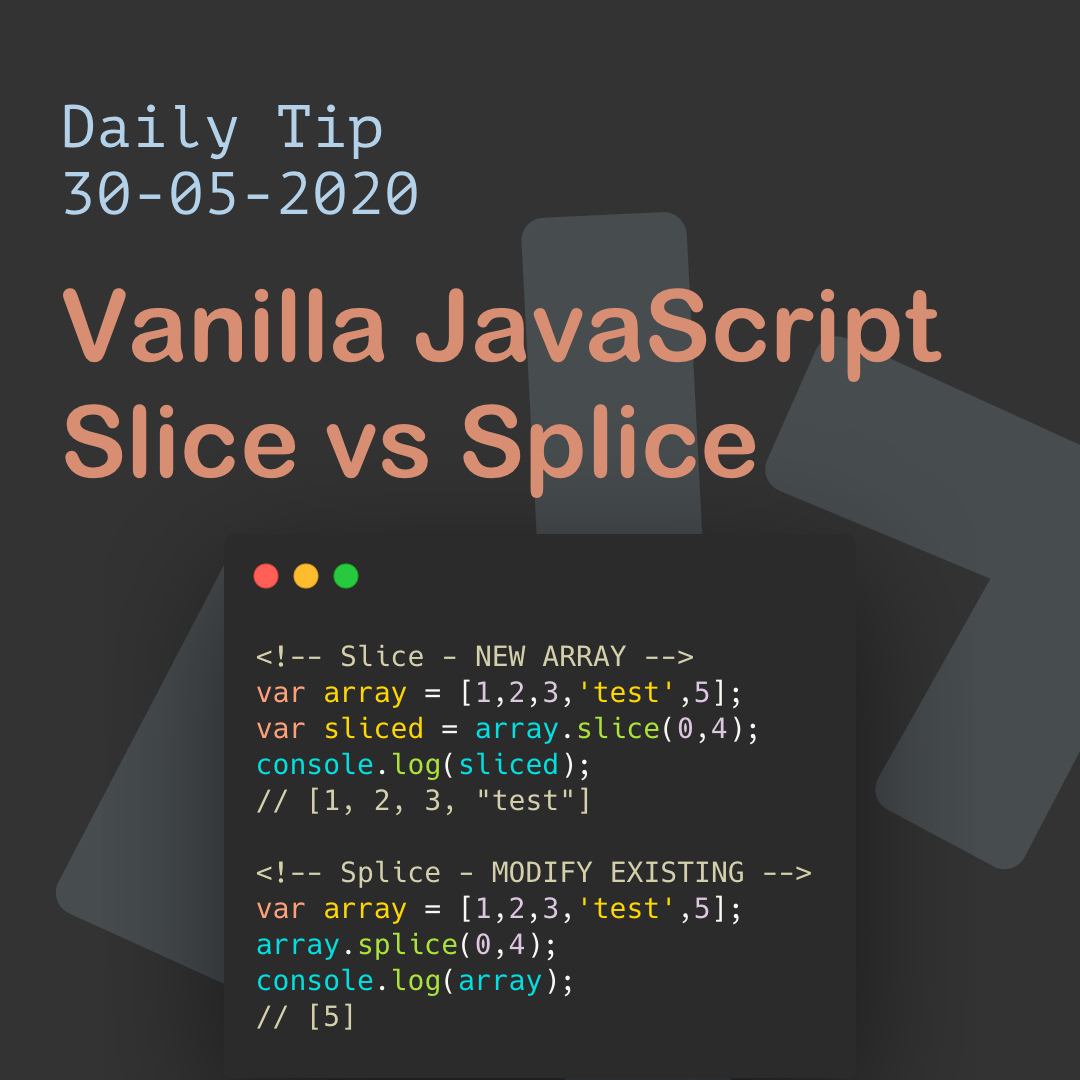 Daily Tip
30-05-2020
Vanilla JavaScript
Slice vs Splice
<!-- Slice - NEW ARRAY -->
var array = [1,2,3,'test',5];
var sliced = array.slice(0,4);
console.log(sliced);
// [1, 2, 3, "test"]
<!-- Splice - MODIFY EXISTING -->
var array = [1,2,3,'test',5];
array.splice(0,4);
console.log(array);
// [5]